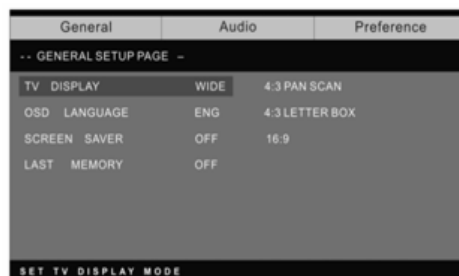 General Audio Preference
-- GENERAL SETUP PAGE –
TV DISPLAY WIDE 4:3 PAN SCAN
OSD LANGUAGE ENG 4:3 LETTER BOX
SCREEN SAVER OFF 16:9
LAST MEMORY OFF
SET TV DISPLAY MODE